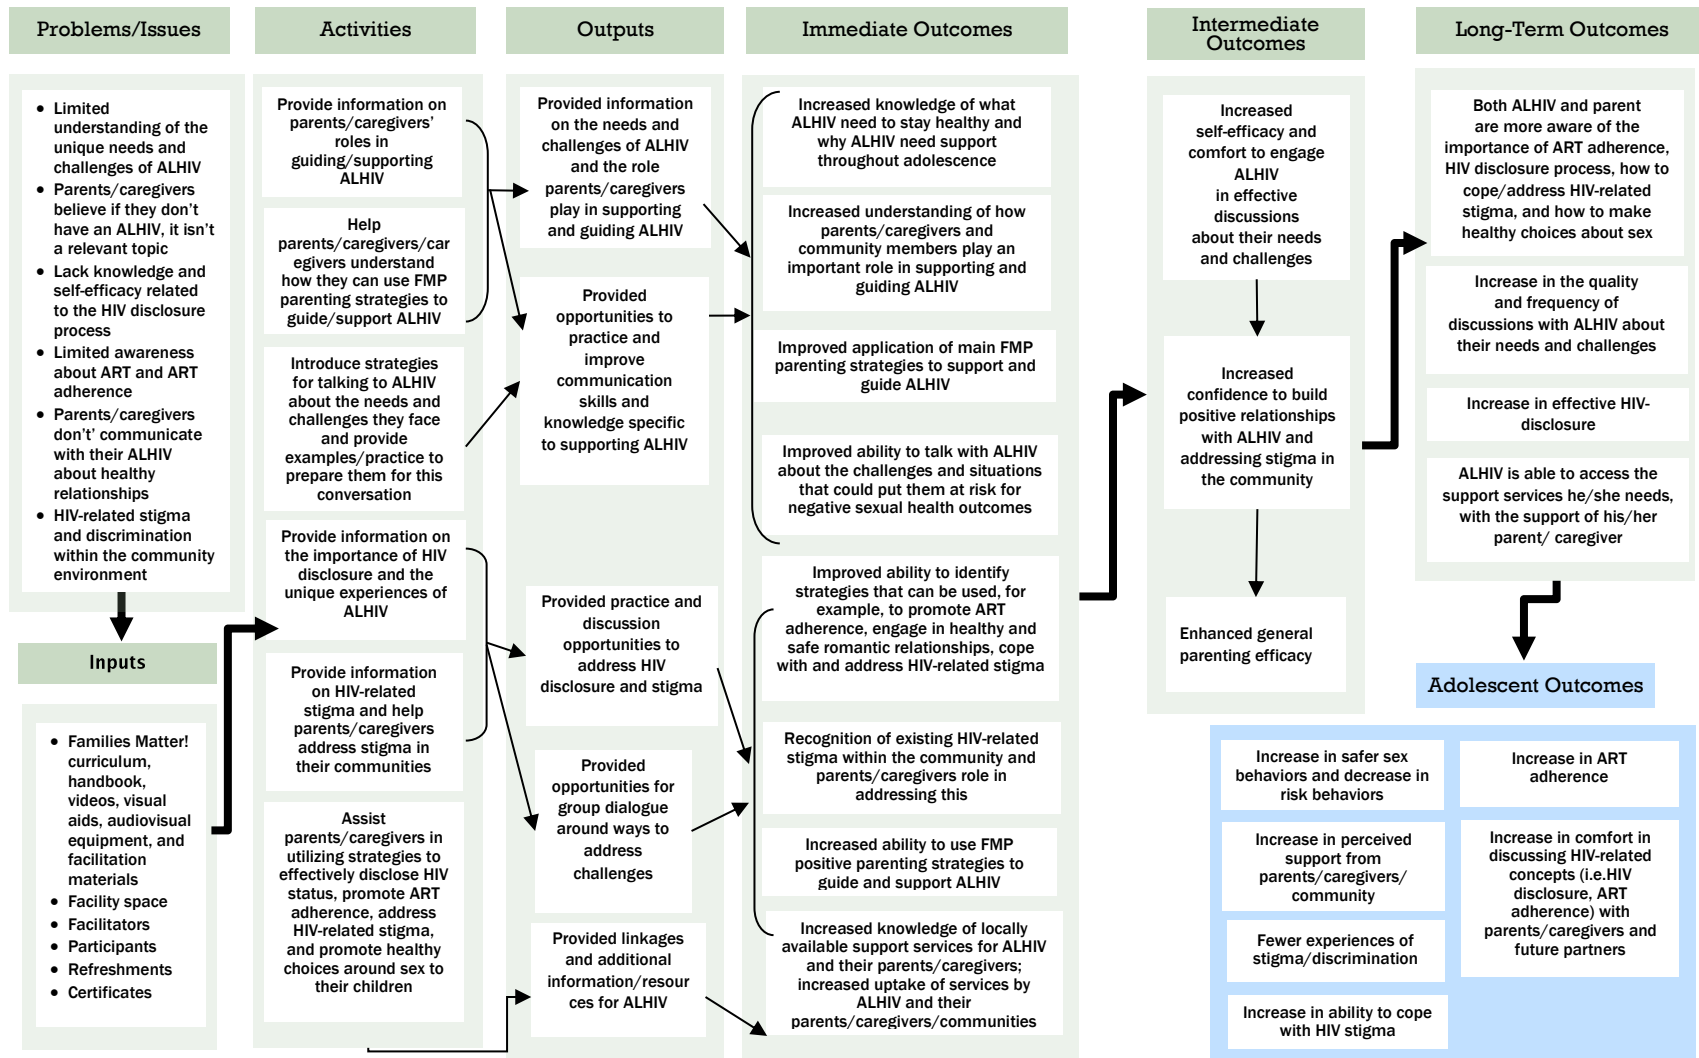 Problems/Issues
• Limited
understanding of the
unique needs and
challenges of ALHIV
• Parents/caregivers
believe if they don't
have an ALHIV, it isn't
a relevant topic
• Lack knowledge and
self-efficacy related
to the HIV disclosure
process
• Limited awareness
about ART and ART
adherence
• Parents/caregivers
don't' communicate
with their ALHIV
about healthy
relationships
• HIV-related stigma
and discrimination
within the community
environment
Inputs
• Families Matter!
curriculum,
handbook,
videos, visual
aids, audiovisual
equipment, and
facilitation
materials
• Facility space
• Facilitators
• Participants
• Refreshments
• Certificates
Activities
Provide information on
parents/caregivers'
roles in
guiding/supporting
ALHIV
Help
parents/caregivers/car
egivers understand
how they can use FMP
parenting strategies to
guide/support ALHIV
Introduce strategies
for talking to ALHIV
about the needs and
challenges they face
and provide
examples/practice to
prepare them for this
conversation
Provide information on
the importance of HIV
disclosure and the
unique experiences of
ALHIV
Provide information
on HIV-related
stigma and help
parents/caregivers
address stigma in
their communities
Assist
parents/caregivers in
utilizing strategies to
effectively disclose HIV
status, promote ART
adherence, address
HIV-related stigma,
and promote healthy
choices around sex to
their children
Outputs
Provided information
on the needs and
challenges of ALHIV
and the role
parents/caregivers
play in supporting
and guiding ALHIV
Provided
opportunities to
practice and
improve
communication
skills and
knowledge specific
to supporting ALHIV
Provided practice and
discussion
opportunities to
address HIV
disclosure and stigma
Provided
opportunities for
group dialogue
around ways to
address
challenges
Provided linkages
and additional
information/resour
ces for ALHIV
Immediate Outcomes
Increased knowledge of what
ALHIV need to stay healthy and
why ALHIV need support
throughout adolescence
Increased understanding of how
parents/caregivers and
community members play an
important role in supporting and
guiding ALHIV
Improved application of main FMP
parenting strategies to support and
guide ALHIV
Improved ability to talk with ALHIV
about the challenges and situations
that could put them at risk for
negative sexual health outcomes
Improved ability to identify
strategies that can be used, for
example, to promote ART
adherence, engage in healthy and
safe romantic relationships, cope
with and address HIV-related stigma
Recognition of existing HIV-related
stigma within the community and
parents/caregivers role in
addressing this
Increased ability to use FMP
positive parenting strategies to
guide and support ALHIV
Increased knowledge of locally
available support services for ALHIV
and their parents/caregivers;
increased uptake of services by
ALHIV and their
parents/caregivers/communities
Intermediate
Outcomes
Increased
self-efficacy and
comfort to engage
ALHIV
in effective
discussions
about their needs
and challenges
Increased
confidence to build
positive relationships
with ALHIV and
addressing stigma in
the community
Enhanced general
parenting efficacy
Long-Term Outcomes
Both ALHIV and parent
are more aware of the
importance of ART adherence,
HIV disclosure process, how to
cope/address HIV-related
stigma, and how to make
healthy choices about sex
Increase in the quality
and frequency of
discussions with ALHIV about
their needs and challenges
Increase in effective HIV-
disclosure
ALHIV is able to access the
support services he/she needs,
with the support of his/her
parent/ caregiver
Adolescent Outcomes
Increase in safer sex
behaviors and decrease in
risk behaviors
Increase in perceived
support from
parents/caregivers/
community
Fewer experiences of
stigma/discrimination
Increase in ability to cope
with HIV stigma
Increase in ART
adherence
Increase in comfort in
discussing HIV-related
concepts (i.e.HIV
disclosure, ART
adherence) with
parents/caregivers and
future partners